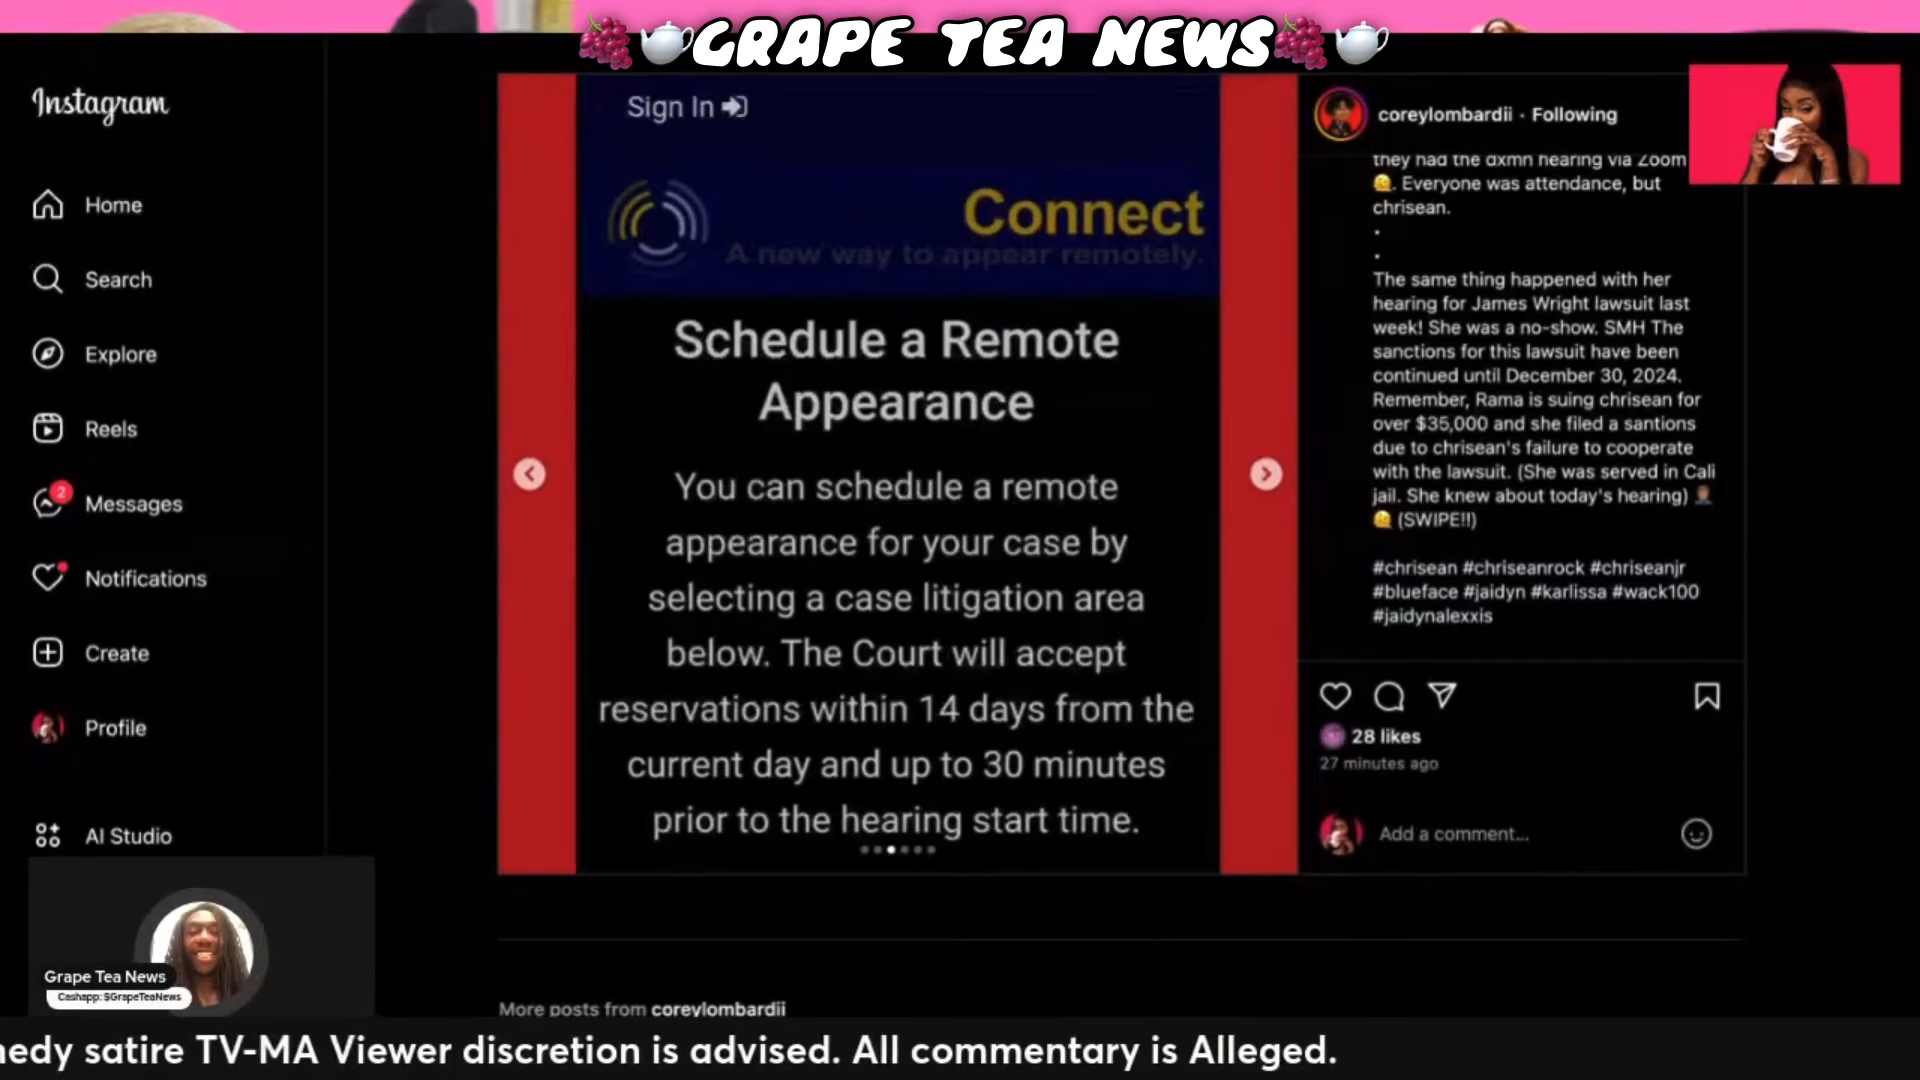 GRAPE TEA NEWS
Instagram
Home
Search
Explore
Reels
2
Messages
Notifications
Create
Profile
AI Studio
Grape Tea News
Cashapp: $GrapeTeaNews
Sign In
Connect
A new way to appear remotely.
Schedule a Remote
Appearance
You can schedule a remote
appearance for your case by
selecting a case litigation area
below. The Court will accept
reservations within 14 days from the
current day and up to 30 minutes
prior to the hearing start time.
coreylombardii • Following
they had the dxmn hearing via Zoom
🫠. Everyone was attendance, but
chrisean.
.
.
The same thing happened with her
hearing for James Wright lawsuit last
week! She was a no-show. SMH The
sanctions for this lawsuit have been
continued until December 30, 2024.
Remember, Rama is suing chrisean for
over $35,000 and she filed a santions
due to chrisean's failure to cooperate
with the lawsuit. (She was served in Cali
jail. She knew about today's hearing)
🫠 (SWIPE!!)
#chrisean #chriseanrock #chriseanjr
#blueface #jaidyn #karlissa #wack100
#jaidynalexxis
28 likes
27 minutes ago
Add a comment...
More posts from coreylombardii
nedy satire TV-MA Viewer discretion is advised. All commentary is Alleged.